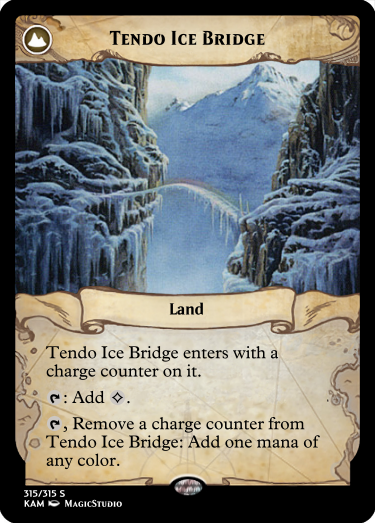 Tendo Ice Bridge
Land
Tendo Ice Bridge enters with a
charge counter on it.
: Add .
, Remove a charge counter from
Tendo Ice Bridge: Add one mana of
any color.
315/315 S
KAM MagicStudio